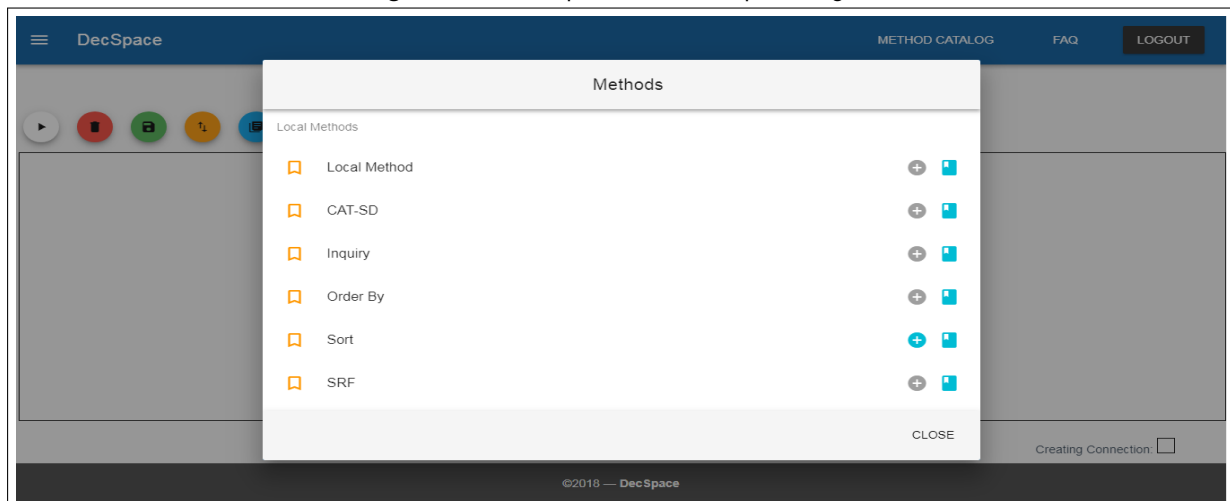 DecSpace METHOD CATALOG FAQ LOGOUT
Methods
Local Methods
Local Method
CAT-SD
Inquiry
Order By
Sort
SRF
CLOSE
Creating Connection:
©2018 — DecSpace